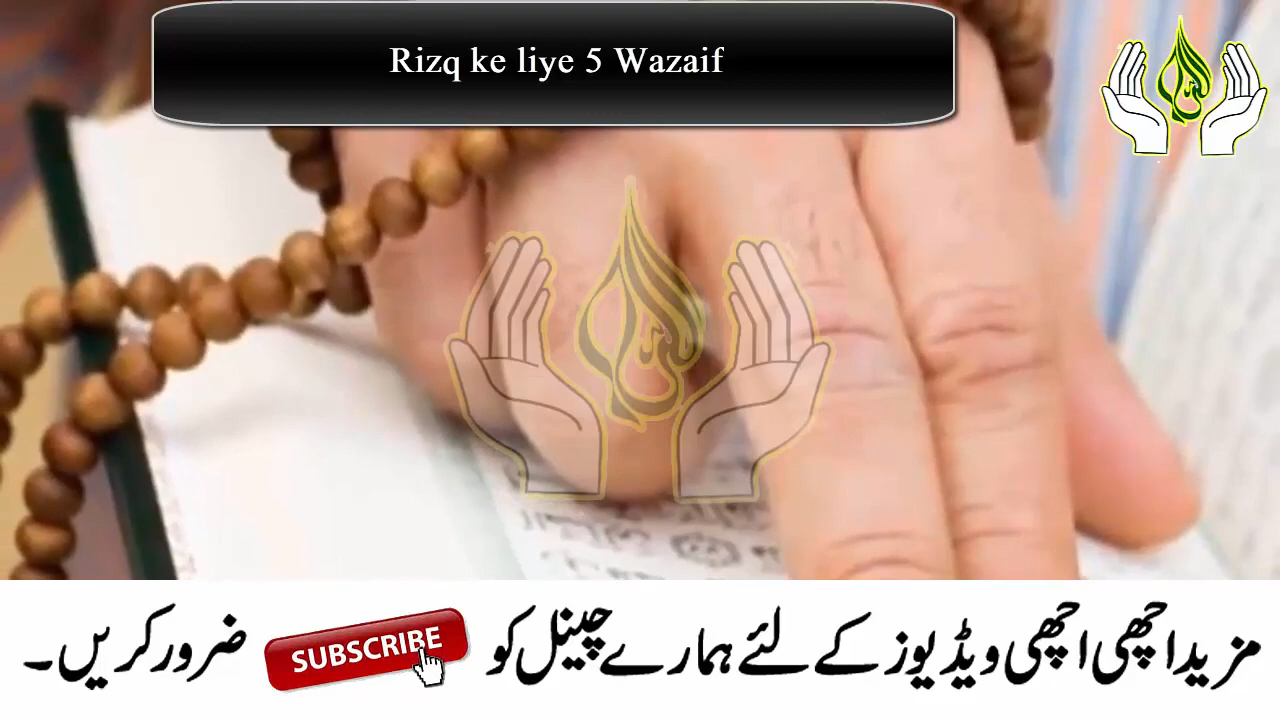 Rizq ke liye 5 Wazaif
مزید اچھی اچھی ویڈیوز کے لئے ہمارے چینل کو SUBSCRIBE ضرور کریں۔